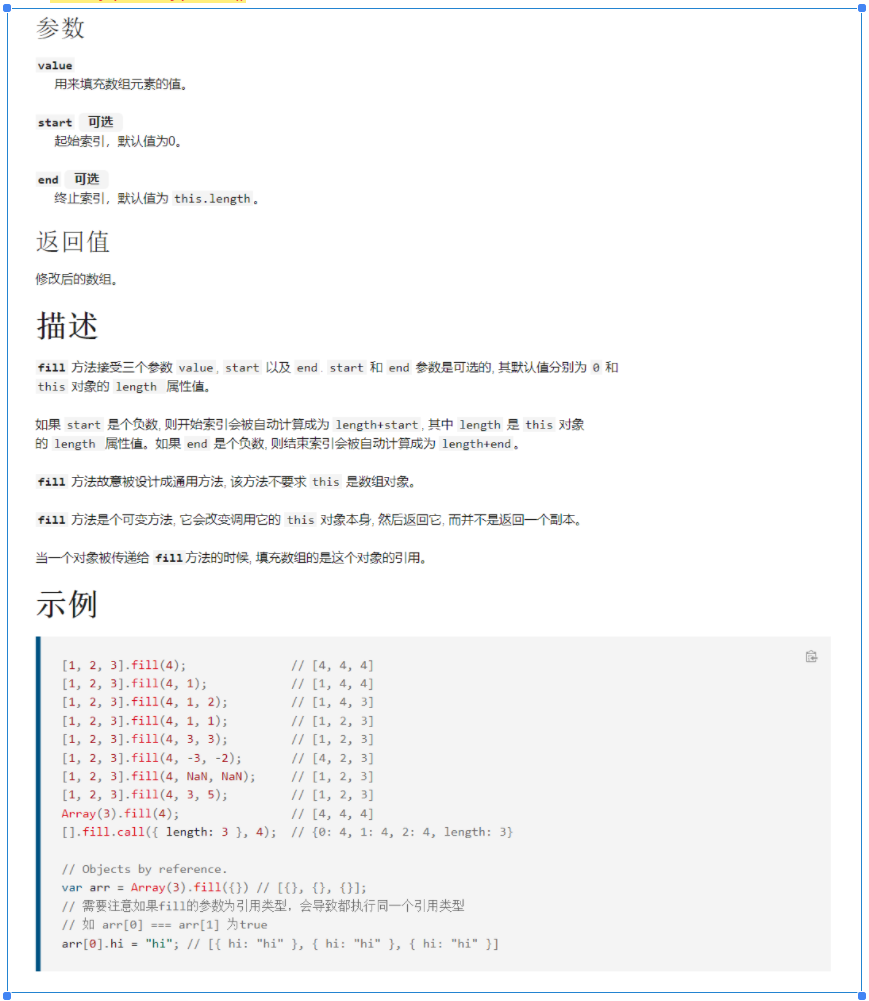 参数
value
用来填充数组元素的值。
start 可选
起始索引，默认值为0。
end 可选
终止索引，默认值为 this.length。
返回值
修改后的数组。
描述
fill 方法接受三个参数 value, start 以及 end. start 和 end 参数是可选的, 其默认值分别为 0 和
this 对象的 length 属性值。
如果 start 是个负数, 则开始索引会被自动计算成为 length+start, 其中 length 是 this 对象
的 length 属性值。如果 end 是个负数, 则结束索引会被自动计算成为 length+end。
fill 方法故意被设计成通用方法, 该方法不要求 this 是数组对象。
fill 方法是个可变方法, 它会改变调用它的 this 对象本身, 然后返回它, 而并不是返回一个副本。
当一个对象被传递给 fill方法的时候, 填充数组的是这个对象的引用。
示例
[1, 2, 3].fill(4);               // [4, 4, 4]
[1, 2, 3].fill(4, 1);            // [1, 4, 4]
[1, 2, 3].fill(4, 1, 2);         // [1, 4, 3]
[1, 2, 3].fill(4, 1, 1);         // [1, 2, 3]
[1, 2, 3].fill(4, 3, 3);         // [1, 2, 3]
[1, 2, 3].fill(4, -3, -2);       // [4, 2, 3]
[1, 2, 3].fill(4, NaN, NaN);     // [1, 2, 3]
[1, 2, 3].fill(4, 3, 5);         // [1, 2, 3]
Array(3).fill(4);                // [4, 4, 4]
[].fill.call({ length: 3 }, 4);  // {0: 4, 1: 4, 2: 4, length: 3}
// Objects by reference.
var arr = Array(3).fill({}) // [{}, {}, {}];
// 需要注意如果fill的参数为引用类型，会导致都执行同一个引用类型
// 如 arr[0] === arr[1] 为true
arr[0].hi = "hi"; // [{ hi: "hi" }, { hi: "hi" }, { hi: "hi" }]